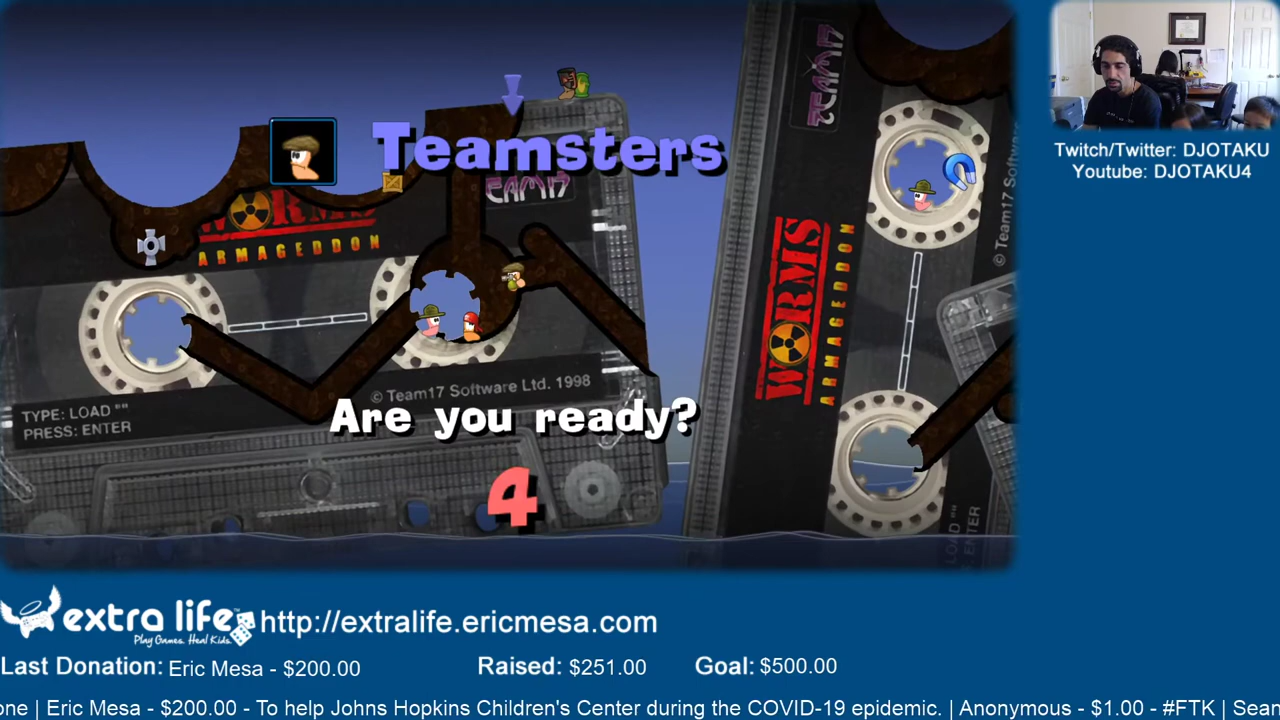 Teamsters
TEAM17
TEAM17
WORMS
ARMAGEDDON
WORMS
ARMAGEDDON
© Team17 Software Ltd. 1998
© Team17 Software
TYPE: LOAD ""
PRESS: ENTER
LOAD ""
ENTER
Are you ready?
4
Twitch/Twitter: DJOTAKU
Youtube: DJOTAKU4
extra life
Play Games. Heal Kids.
http://extralife.ericmesa.com
Last Donation: Eric Mesa - $200.00
Raised: $251.00
Goal: $500.00
one | Eric Mesa - $200.00 - To help Johns Hopkins Children's Center during the COVID-19 epidemic. | Anonymous - $1.00 - #FTK | Sean